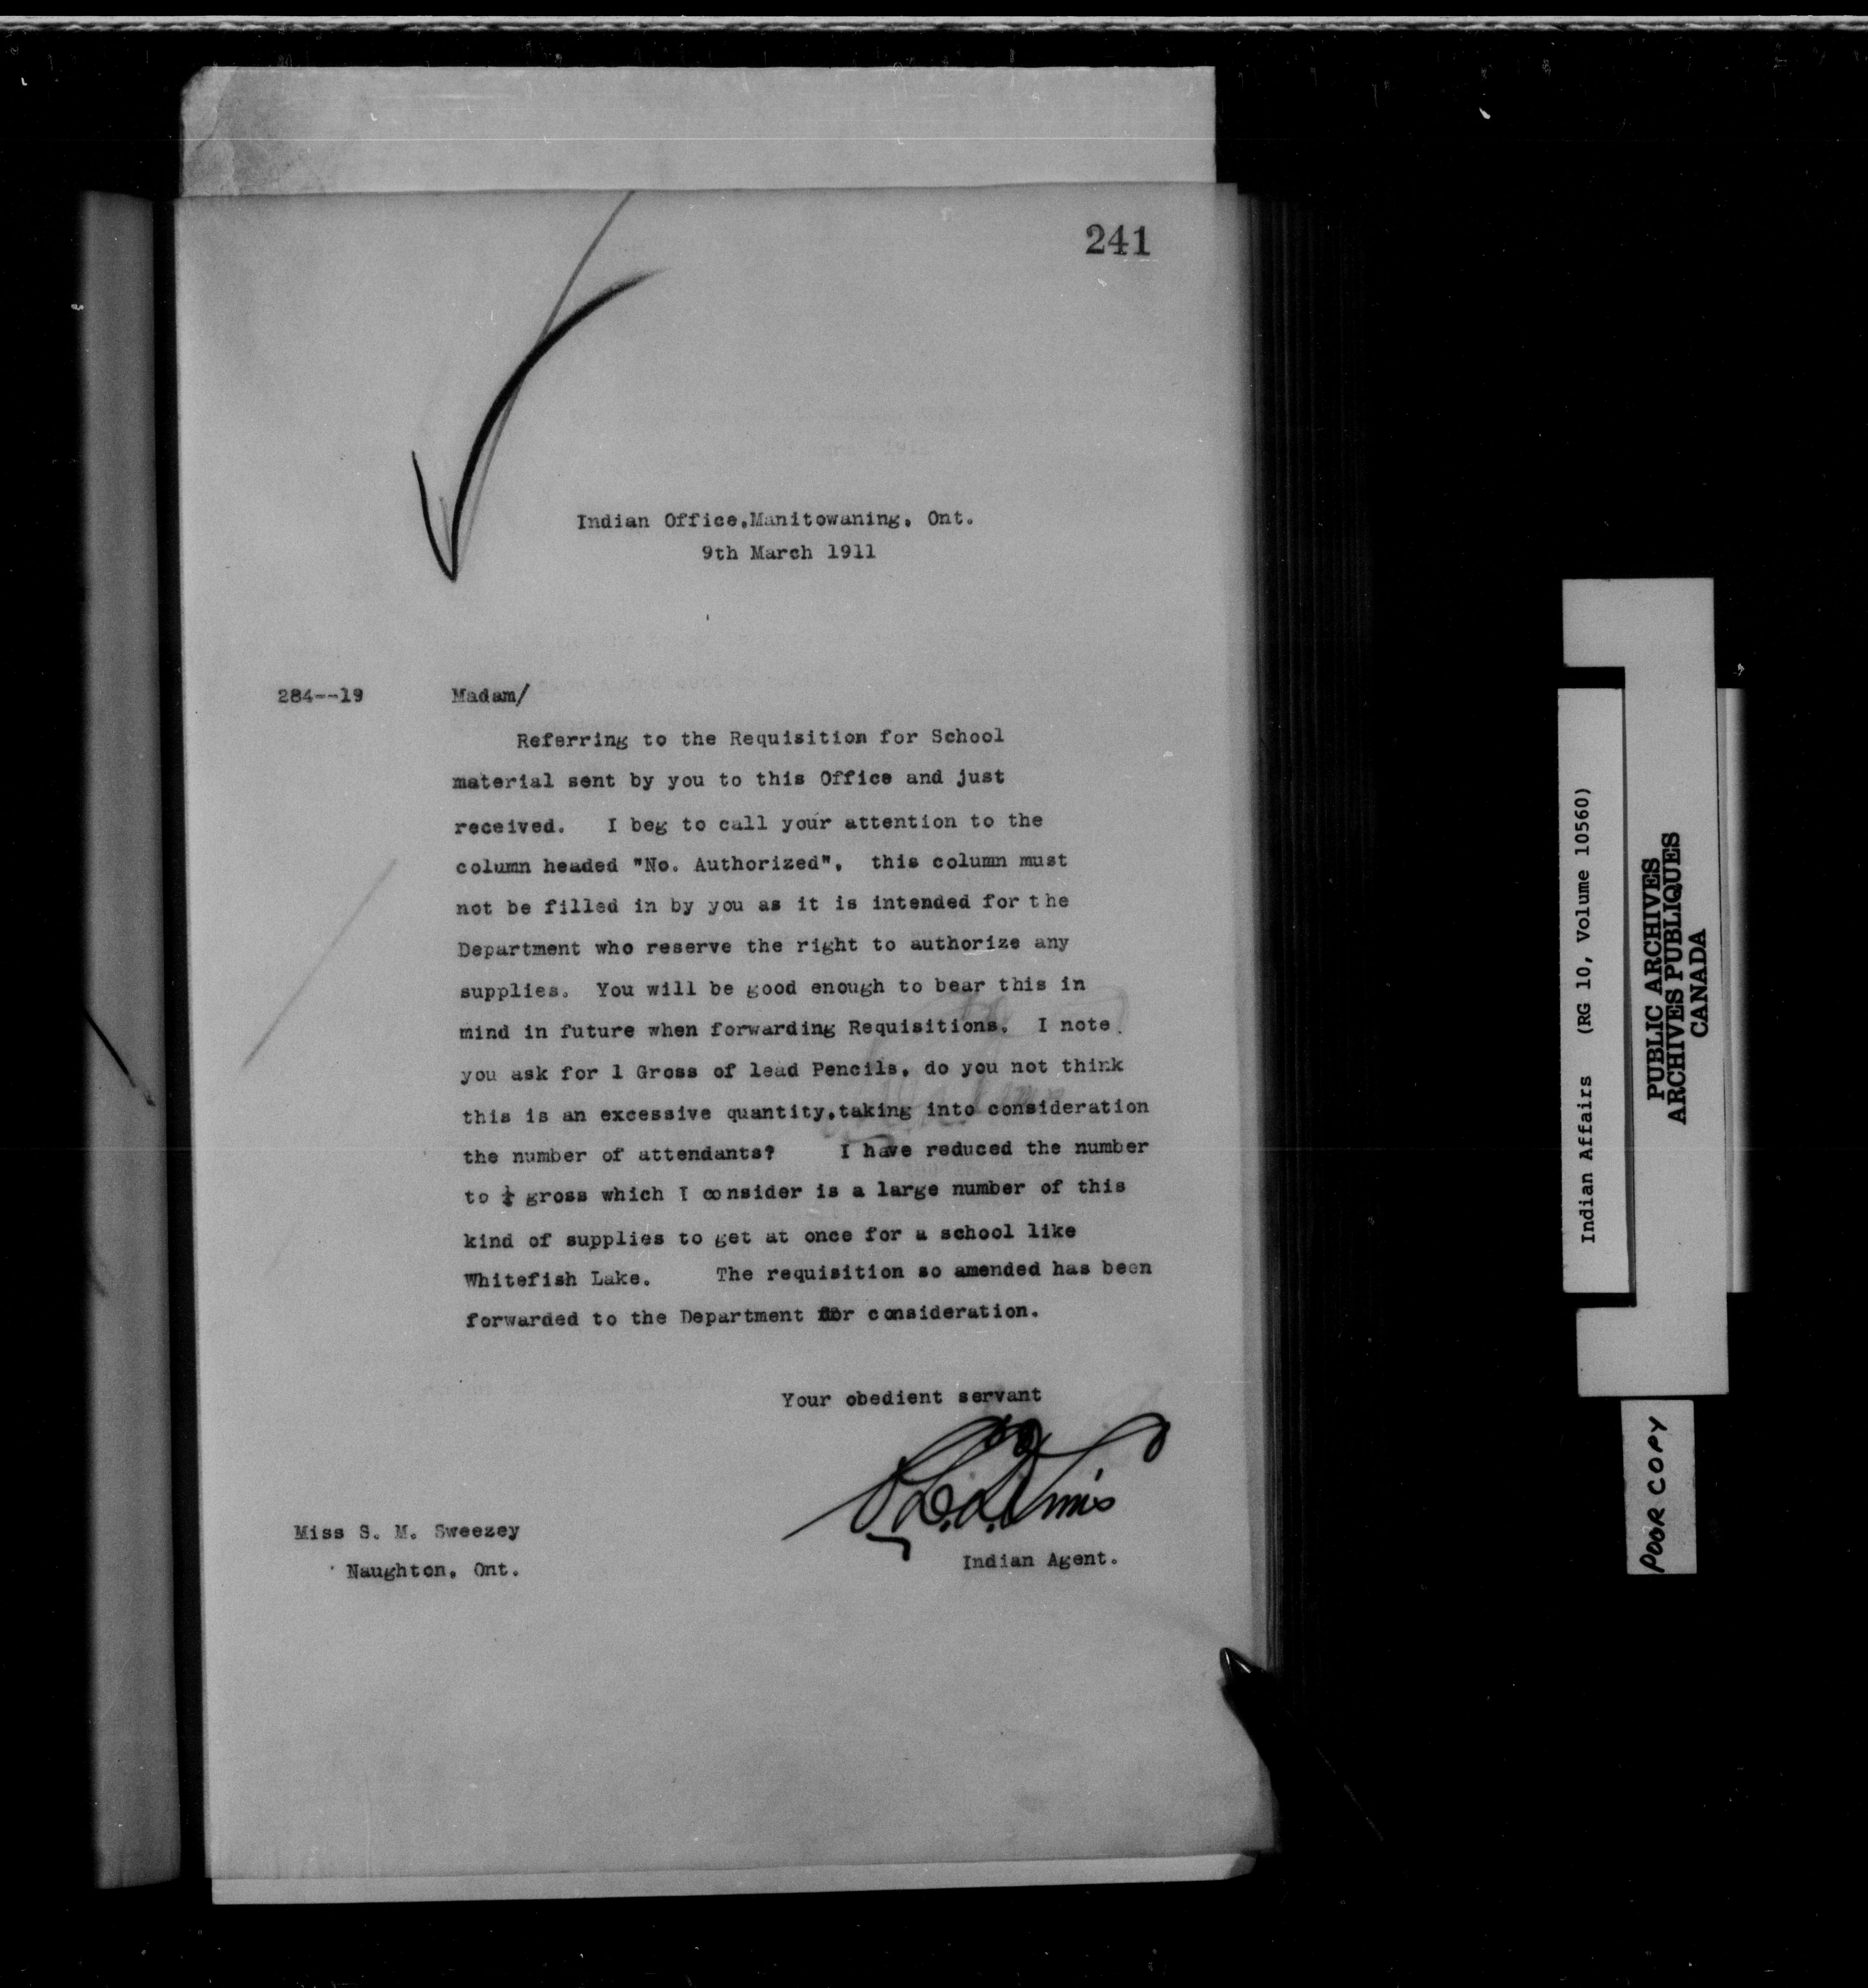 241
Indian Office,Manitowaning, Ont.
9th March 1911
284--19 Madam/
Referring to the Requisition for School
material sent by you to this Office and just
received. I beg to call your attention to the
column headed "No. Authorized", this column must
not be filled in by you as it is intended for the
Department who reserve the right to authorize any
supplies. You will be good enough to bear this in
mind in future when forwarding Requisitions. I note
you ask for 1 Gross of lead Pencils, do you not think
this is an excessive quantity,taking into consideration
the number of attendants? I have reduced the number
to gross which I consider is a large number of this
kind of supplies to get at once for a school like
Whitefish Lake. The requisition so amended has been
forwarded to the Department for consideration.
Your obedient servant
Miss S. M. Sweezey
Naughton, Ont.
Indian Agent.
Indian Affairs (RG 10, Volume 10560)
PUBLIC ARCHIVES
ARCHIVES PUBLIQUES
CANADA
POOR COPY